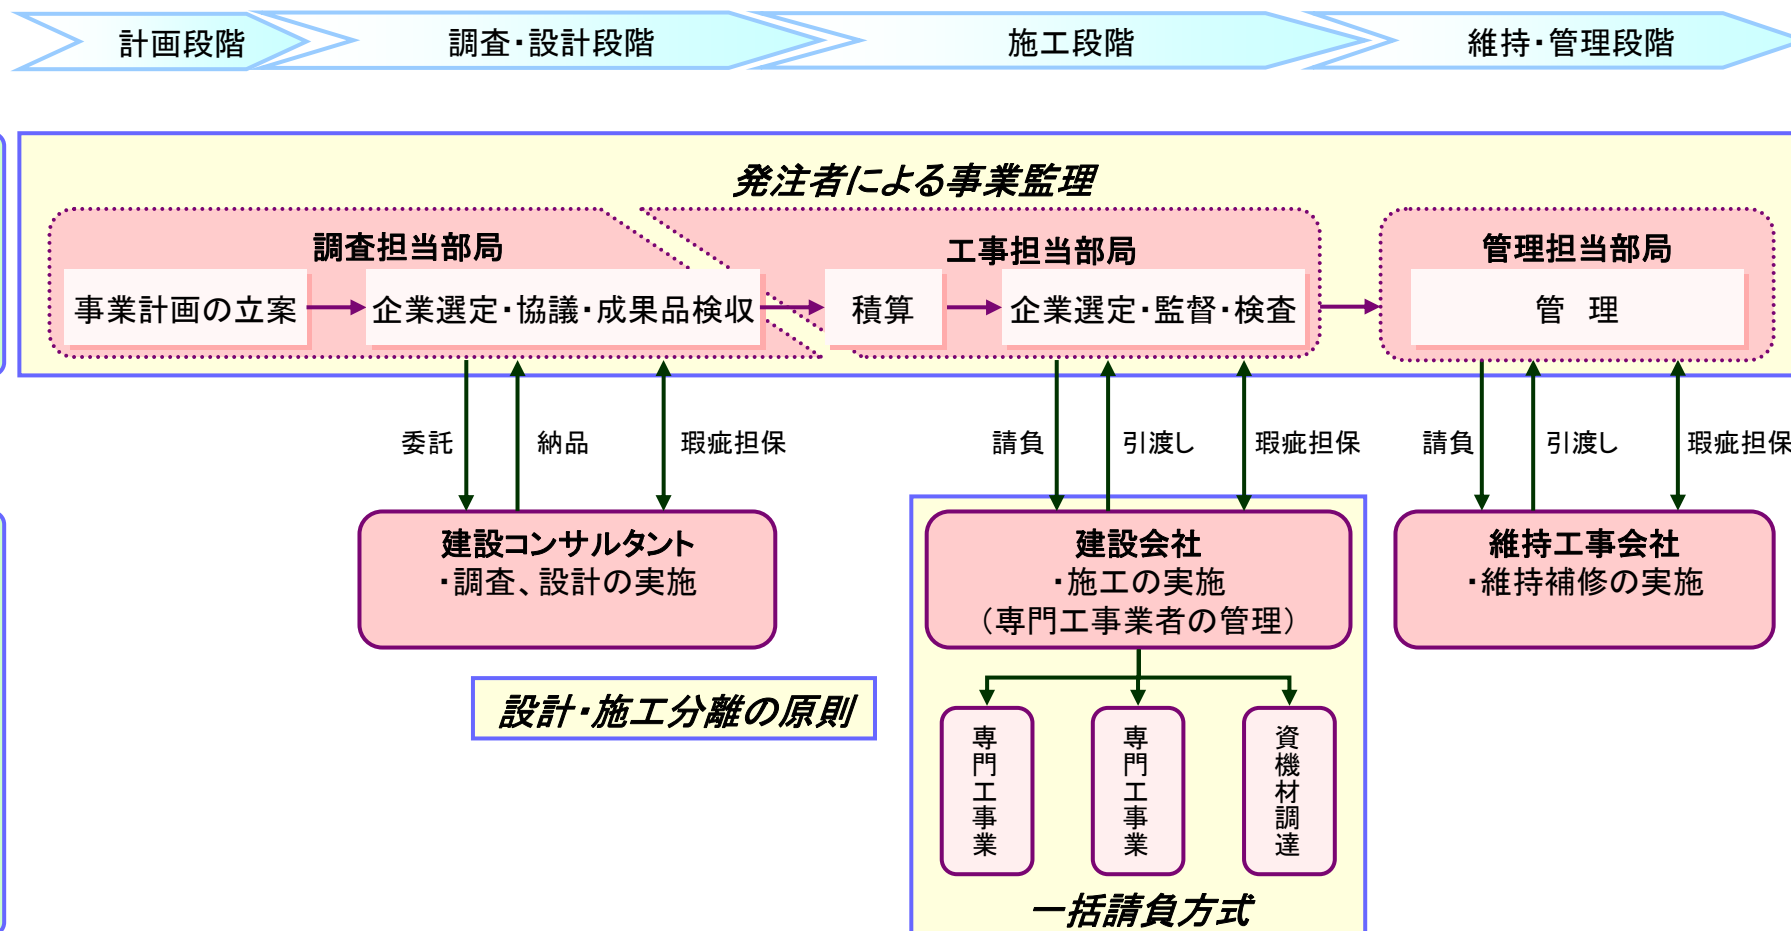 計画段階
調査・設計段階
施工段階
維持・管理段階
発注者による事業監理
調査担当部局
工事担当部局
管理担当部局
事業計画の立案
企業選定・協議・成果品検収
積算
企業選定・監督・検査
管　理
委託
納品
瑕疵担保
請負
引渡し
瑕疵担保
請負
引渡し
瑕疵担保
建設コンサルタント
・調査、設計の実施
建設会社
・施工の実施
（専門工事業者の管理）
維持工事会社
・維持補修の実施
設計・施工分離の原則
専門工事業
専門工事業
資機材調達
一括請負方式